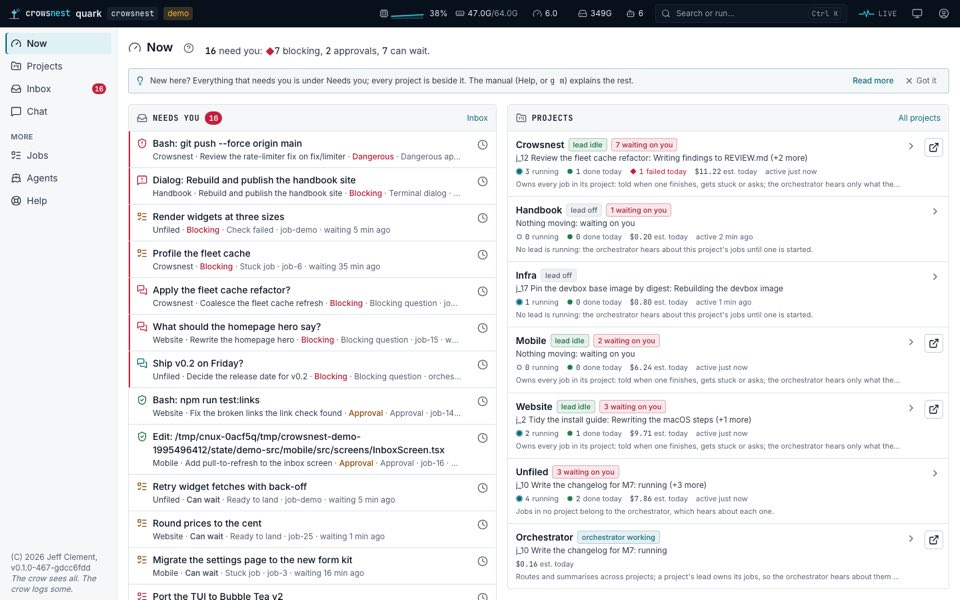 crowsnest quark crowsnest demo 38% 47.0G/64.0G 6.0 349G 6 Search or run... Ctrl K LIVE
Now
Projects
Inbox 16
Chat
MORE
Jobs
Agents
Help
(C) 2026 Jeff Clement,
v0.1.0-467-gdcc6fdd
The crow sees all. The
crow logs some.
Now 16 need you: 7 blocking, 2 approvals, 7 can wait.
New here? Everything that needs you is under Needs you; every project is beside it. The manual (Help, or g m) explains the rest. Read more Got it
NEEDS YOU 16 Inbox
Bash: git push --force origin main
Crowsnest · Review the rate-limiter fix on fix/limiter · Dangerous · Dangerous ap...
Dialog: Rebuild and publish the handbook site
Handbook · Rebuild and publish the handbook site · Blocking · Terminal dialog · ...
Render widgets at three sizes
Unfiled · Blocking · Check failed · job-demo · waiting 5 min ago
Profile the fleet cache
Crowsnest · Blocking · Stuck job · job-6 · waiting 35 min ago
Apply the fleet cache refactor?
Crowsnest · Coalesce the fleet cache refresh · Blocking · Blocking question · jo...
What should the homepage hero say?
Website · Rewrite the homepage hero · Blocking · Blocking question · job-15 · w...
Ship v0.2 on Friday?
Unfiled · Decide the release date for v0.2 · Blocking · Blocking question · orches...
Bash: npm run test:links
Website · Fix the broken links the link check found · Approval · Approval · job-14...
Edit: /tmp/cnux-0acf5q/tmp/crowsnest-demo-
1995496412/state/demo-src/mobile/src/screens/InboxScreen.tsx
Mobile · Add pull-to-refresh to the inbox screen · Approval · Approval · job-16 · ...
Retry widget fetches with back-off
Unfiled · Can wait · Ready to land · job-demo · waiting 5 min ago
Round prices to the cent
Website · Can wait · Ready to land · job-25 · waiting 1 min ago
Migrate the settings page to the new form kit
Mobile · Can wait · Stuck job · job-3 · waiting 16 min ago
Port the TUI to Bubble Tea v2
PROJECTS All projects
Crowsnest lead idle 7 waiting on you
j_12 Review the fleet cache refactor: Writing findings to REVIEW.md (+2 more)
3 running 1 done today 1 failed today $11.22 est. today active just now
Owns every job in its project: told when one finishes, gets stuck or asks; the orchestrator hears only what the...
Handbook lead off 1 waiting on you
Nothing moving: waiting on you
0 running 0 done today $0.20 est. today active 2 min ago
No lead is running: the orchestrator hears about this project's jobs until one is started.
Infra lead off
j_17 Pin the devbox base image by digest: Rebuilding the devbox image
1 running 0 done today $0.80 est. today active 1 min ago
No lead is running: the orchestrator hears about this project's jobs until one is started.
Mobile lead idle 2 waiting on you
Nothing moving: waiting on you
0 running 0 done today $6.24 est. today active just now
Owns every job in its project: told when one finishes, gets stuck or asks; the orchestrator hears only what the...
Website lead idle 3 waiting on you
j_2 Tidy the install guide: Rewriting the macOS steps (+1 more)
2 running 1 done today $9.71 est. today active just now
Owns every job in its project: told when one finishes, gets stuck or asks; the orchestrator hears only what the...
Unfiled 3 waiting on you
j_10 Write the changelog for M7: running (+3 more)
4 running 2 done today $7.86 est. today active just now
Jobs in no project belong to the orchestrator, which hears about each one.
Orchestrator orchestrator working
j_10 Write the changelog for M7: running
$0.16 est. today
Routes and summarises across projects; a project's lead owns its jobs, so the orchestrator hears about them ...